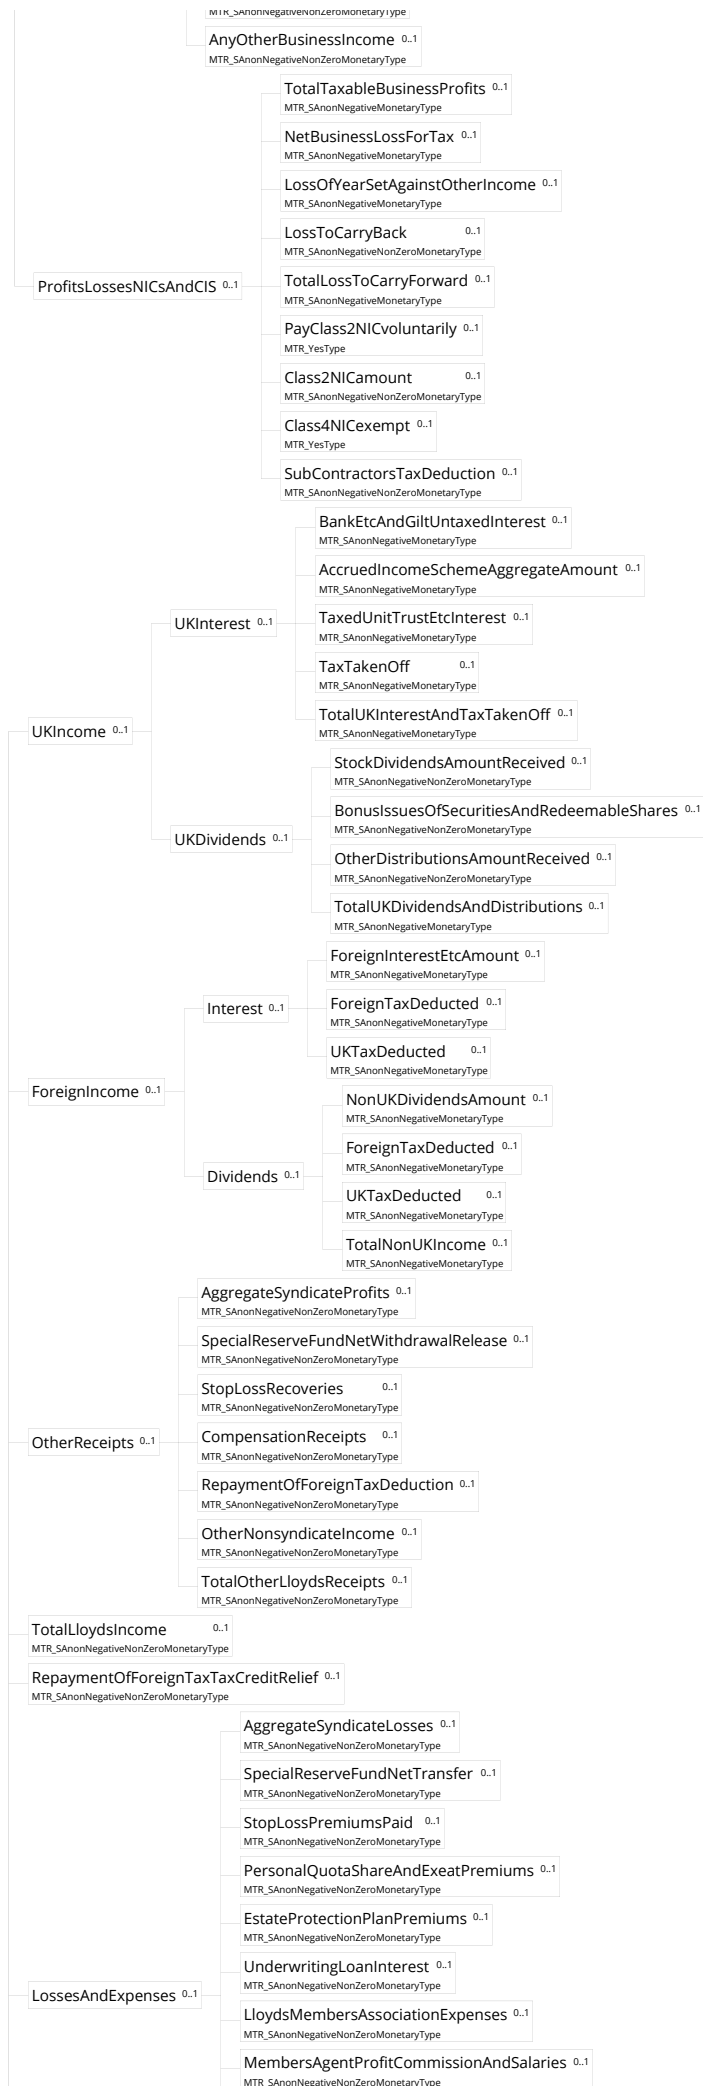 MTR_SAnonNegativeNonZeroMonetaryType
AnyOtherBusinessIncome 0..1
MTR_SAnonNegativeNonZeroMonetaryType
TotalTaxableBusinessProfits 0..1
MTR_SAnonNegativeMonetaryType
NetBusinessLossForTax 0..1
MTR_SAnonNegativeMonetaryType
LossOfYearSetAgainstOtherIncome 0..1
MTR_SAnonNegativeMonetaryType
LossToCarryBack 0..1
MTR_SAnonNegativeNonZeroMonetaryType
ProfitsLossesNICsAndCIS 0..1
TotalLossToCarryForward 0..1
MTR_SAnonNegativeMonetaryType
PayClass2NICvoluntarily 0..1
MTR_YesType
Class2NICamount 0..1
MTR_SAnonNegativeNonZeroMonetaryType
Class4NICexempt 0..1
MTR_YesType
SubContractorsTaxDeduction 0..1
MTR_SAnonNegativeNonZeroMonetaryType
BankEtcAndGiltUntaxedInterest 0..1
MTR_SAnonNegativeMonetaryType
AccruedIncomeSchemeAggregateAmount 0..1
MTR_SAnonNegativeMonetaryType
UKInterest 0..1
TaxedUnitTrustEtcInterest 0..1
MTR_SAnonNegativeMonetaryType
TaxTakenOff 0..1
MTR_SAnonNegativeMonetaryType
TotalUKInterestAndTaxTakenOff 0..1
MTR_SAnonNegativeMonetaryType
UKIncome 0..1
StockDividendsAmountReceived 0..1
MTR_SAnonNegativeNonZeroMonetaryType
BonusIssuesOfSecuritiesAndRedeemableShares 0..1
MTR_SAnonNegativeNonZeroMonetaryType
UKDividends 0..1
OtherDistributionsAmountReceived 0..1
MTR_SAnonNegativeNonZeroMonetaryType
TotalUKDividendsAndDistributions 0..1
MTR_SAnonNegativeMonetaryType
ForeignInterestEtcAmount 0..1
MTR_SAnonNegativeMonetaryType
Interest 0..1
ForeignTaxDeducted 0..1
MTR_SAnonNegativeMonetaryType
UKTaxDeducted 0..1
MTR_SAnonNegativeMonetaryType
ForeignIncome 0..1
NonUKDividendsAmount 0..1
MTR_SAnonNegativeMonetaryType
ForeignTaxDeducted 0..1
MTR_SAnonNegativeMonetaryType
Dividends 0..1
UKTaxDeducted 0..1
MTR_SAnonNegativeMonetaryType
TotalNonUKIncome 0..1
MTR_SAnonNegativeMonetaryType
AggregateSyndicateProfits 0..1
MTR_SAnonNegativeNonZeroMonetaryType
SpecialReserveFundNetWithdrawalRelease 0..1
MTR_SAnonNegativeNonZeroMonetaryType
StopLossRecoveries 0..1
MTR_SAnonNegativeNonZeroMonetaryType
OtherReceipts 0..1
CompensationReceipts 0..1
MTR_SAnonNegativeNonZeroMonetaryType
RepaymentOfForeignTaxDeduction 0..1
MTR_SAnonNegativeNonZeroMonetaryType
OtherNonsyndicateIncome 0..1
MTR_SAnonNegativeNonZeroMonetaryType
TotalOtherLloydsReceipts 0..1
MTR_SAnonNegativeNonZeroMonetaryType
TotalLloydsIncome 0..1
MTR_SAnonNegativeNonZeroMonetaryType
RepaymentOfForeignTaxTaxCreditRelief 0..1
MTR_SAnonNegativeNonZeroMonetaryType
AggregateSyndicateLosses 0..1
MTR_SAnonNegativeNonZeroMonetaryType
SpecialReserveFundNetTransfer 0..1
MTR_SAnonNegativeNonZeroMonetaryType
StopLossPremiumsPaid 0..1
MTR_SAnonNegativeNonZeroMonetaryType
PersonalQuotaShareAndExeatPremiums 0..1
MTR_SAnonNegativeNonZeroMonetaryType
EstateProtectionPlanPremiums 0..1
MTR_SAnonNegativeNonZeroMonetaryType
UnderwritingLoanInterest 0..1
MTR_SAnonNegativeNonZeroMonetaryType
LossesAndExpenses 0..1
LloydsMembersAssociationExpenses 0..1
MTR_SAnonNegativeNonZeroMonetaryType
MembersAgentProfitCommissionAndSalaries 0..1
MTR_SAnonNegativeNonZeroMonetaryType